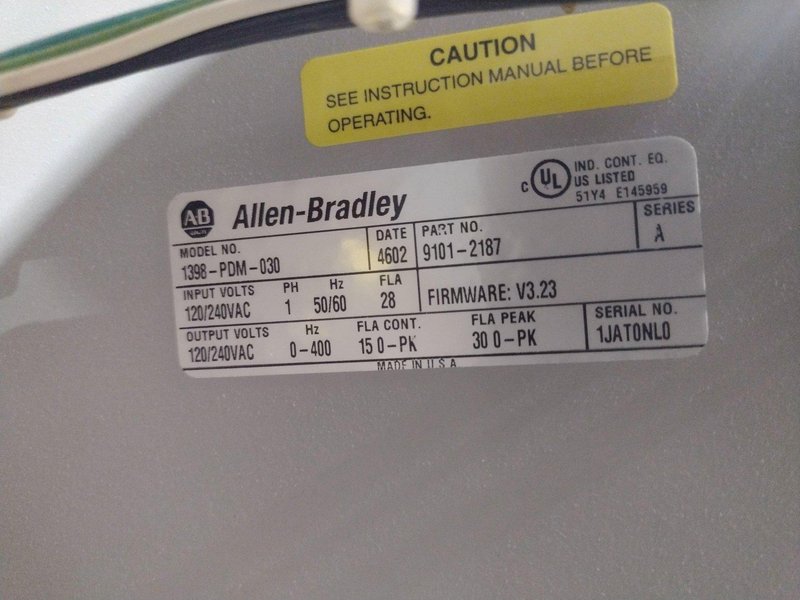 CAUTION
SEE INSTRUCTION MANUAL BEFORE
OPERATING.
AB Allen-Bradley
C UL US LISTED
IND. CONT. EQ.
51Y4 E145959
MODEL NO.
1398-PDM-030
DATE
4602
PART NO.
9101-2187
SERIES
A
INPUT VOLTS PH Hz FLA
120/240VAC 1 50/60 28
FIRMWARE: V3.23
OUTPUT VOLTS Hz FLA CONT. FLA PEAK
120/240VAC 0-400 15 0-PK 30 0-PK
SERIAL NO.
1JAT0NL0
MADE IN U.S.A